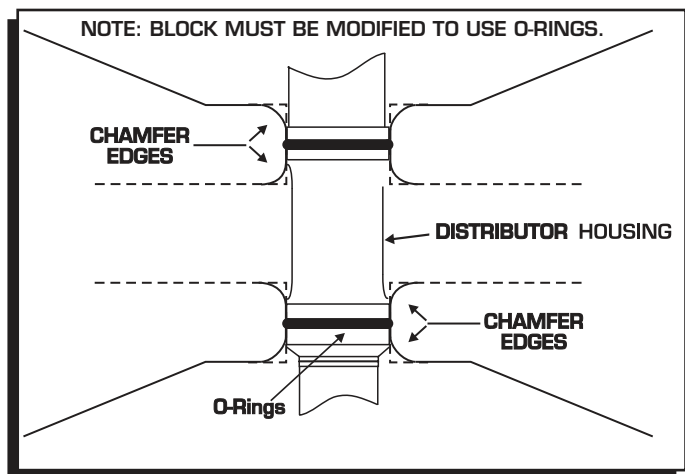 NOTE: BLOCK MUST BE MODIFIED TO USE O-RINGS.
CHAMFER
EDGES
DISTRIBUTOR HOUSING
CHAMFER
EDGES
O-Rings